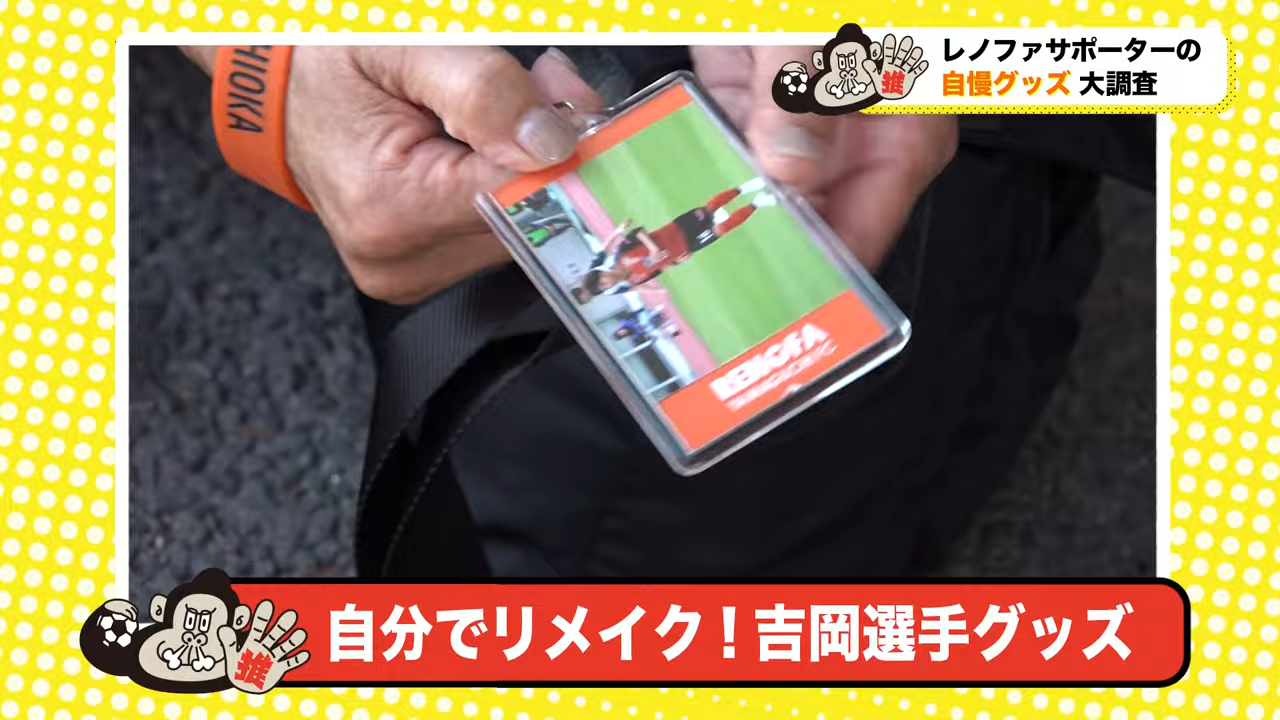 レノファサポーターの
自慢グッズ 大調査
推
HIOKA
RENOFA
推
自分でリメイク!吉岡選手グッズ